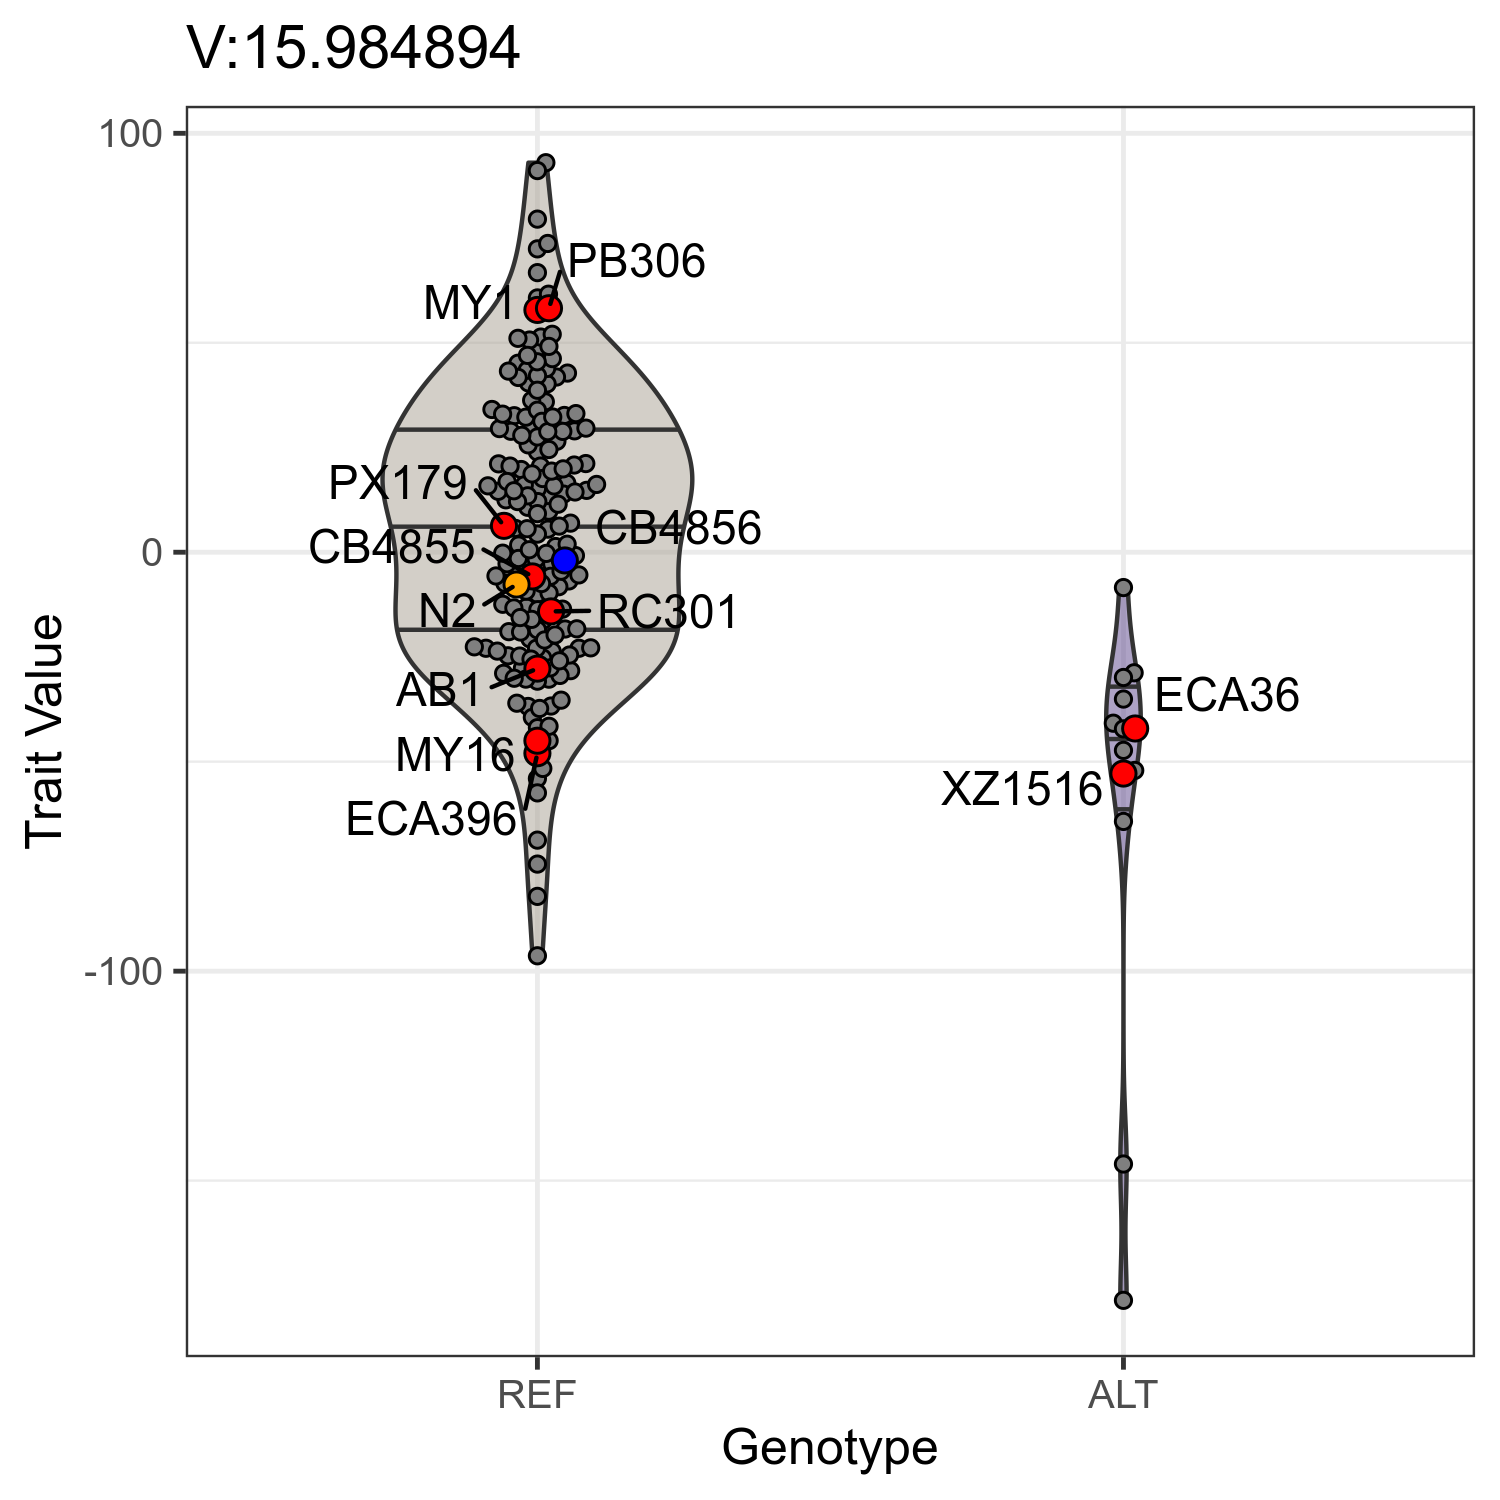 V:15.984894
100
0
-100
Trait Value
PB306
MY1
PX179
CB4856
CB4855
N2
RC301
AB1
MY16
ECA396
ECA36
XZ1516
REF
ALT
Genotype